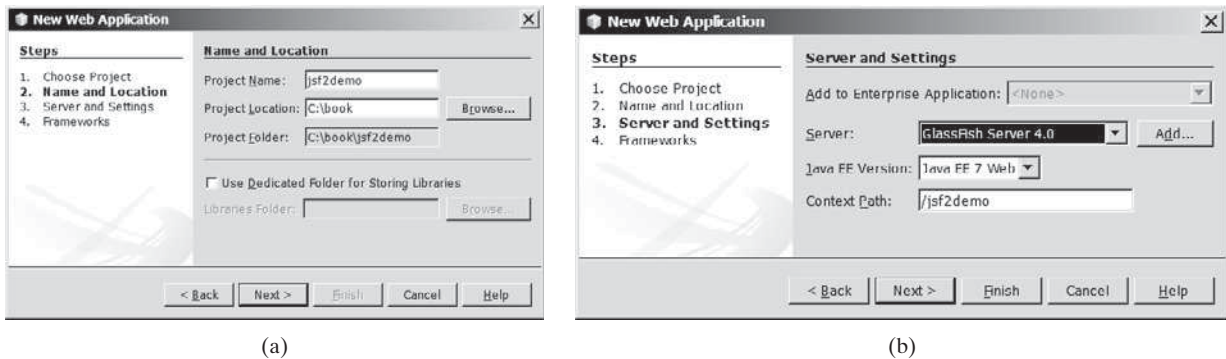 New Web Application
Steps
1. Choose Project
2. Name and Location
3. Server and Settings
4. Frameworks
Name and Location
Project Name: jsf2demo
Project Location: C:\book Browse...
Project Folder: C:\book\jsf2demo
Use Dedicated Folder for Storing Libraries
Libraries Folder: Browse...
< Back Next > Finish Cancel Help
(a)
New Web Application
Steps
1. Choose Project
2. Name and Location
3. Server and Settings
4. Frameworks
Server and Settings
Add to Enterprise Application: <None>
Server: GlassFish Server 4.0 Add...
Java EE Version: Java EE 7 Web
Context Path: /jsf2demo
< Back Next > Finish Cancel Help
(b)